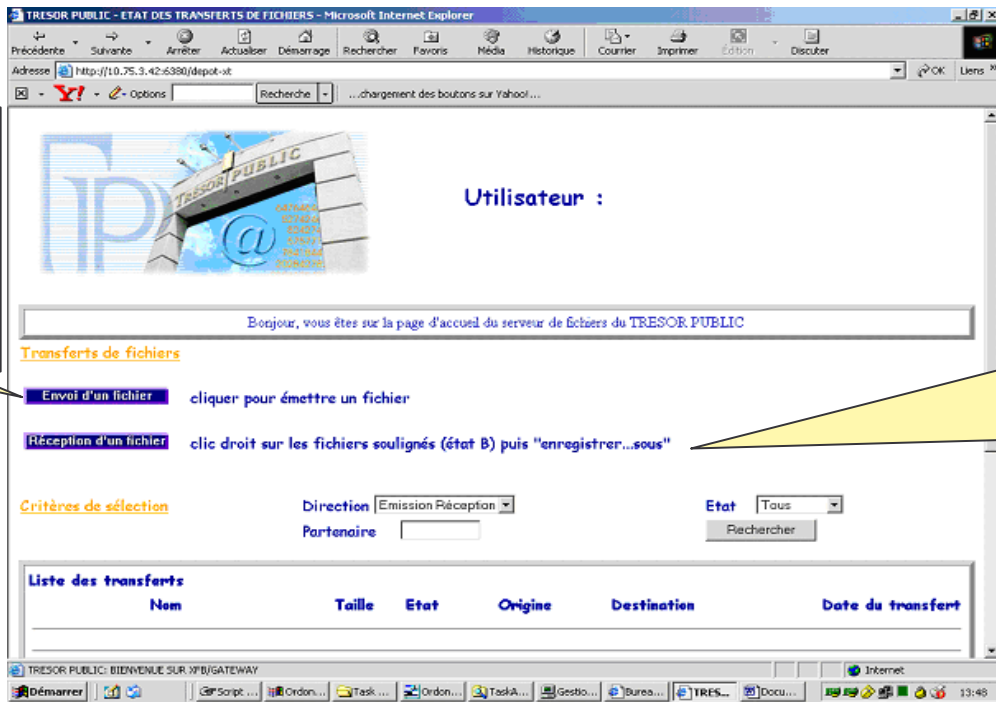 TRESOR PUBLIC - ETAT DES TRANSFERTS DE FICHIERS - Microsoft Internet Explorer
Précédente Suivante Arrêter Actualiser Démarrage Rechercher Favoris Média Historique Courrier Imprimer Édition Discuter
Adresse http://10.75.3.42:6380/depot-xt OK Liens »
Y! Options Recherche ...chargement des boutons sur Yahoo!...
TRESOR PUBLIC
@
Utilisateur :
Bonjour, vous êtes sur la page d'accueil du serveur de fichiers du TRESOR PUBLIC
Transferts de fichiers
Envoi d'un fichier cliquer pour émettre un fichier
Réception d'un fichier clic droit sur les fichiers soulignés (état B) puis "enregistrer...sous"
Critères de sélection Direction Emission Réception Etat Tous
Partenaire Rechercher
Liste des transferts
Nom Taille Etat Origine Destination Date du transfert
TRESOR PUBLIC: BIENVENUE SUR XFB/GATEWAY Internet
Démarrer Script ... Ordon... Task ... Ordon... TaskA... Gestio... Burea... TRES... Docu... 13:48